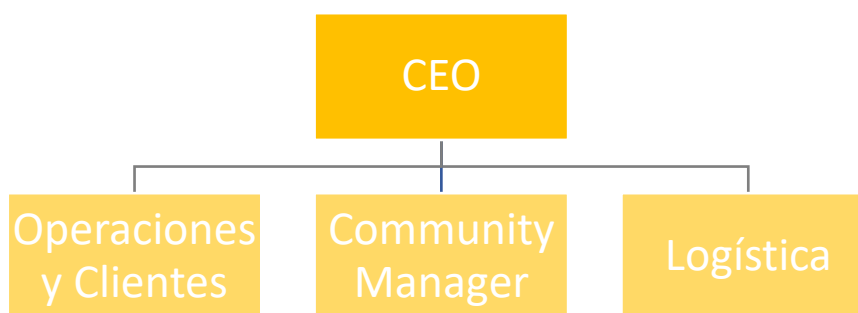 CEO
Operaciones
y Clientes
Community
Manager
Logística